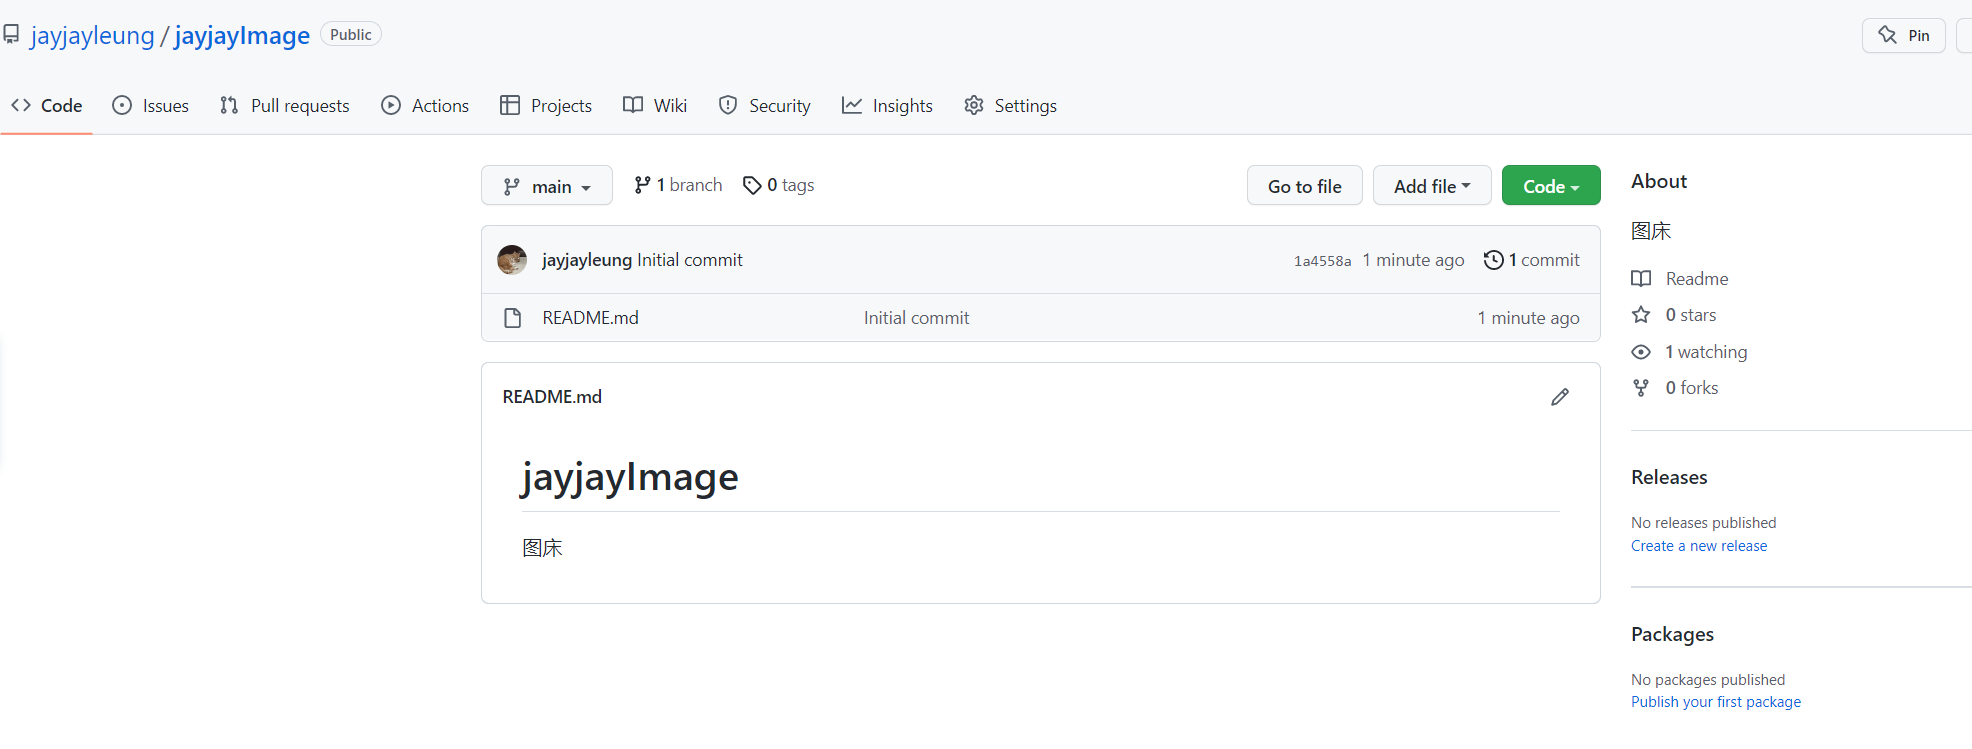 jayjayleung / jayjayImage Public Pin
Code Issues Pull requests Actions Projects Wiki Security Insights Settings
main 1 branch 0 tags Go to file Add file Code
jayjayleung Initial commit 1a4558a 1 minute ago 1 commit
README.md Initial commit 1 minute ago
README.md
jayjayImage
图床
About
图床
Readme
0 stars
1 watching
0 forks
Releases
No releases published
Create a new release
Packages
No packages published
Publish your first package